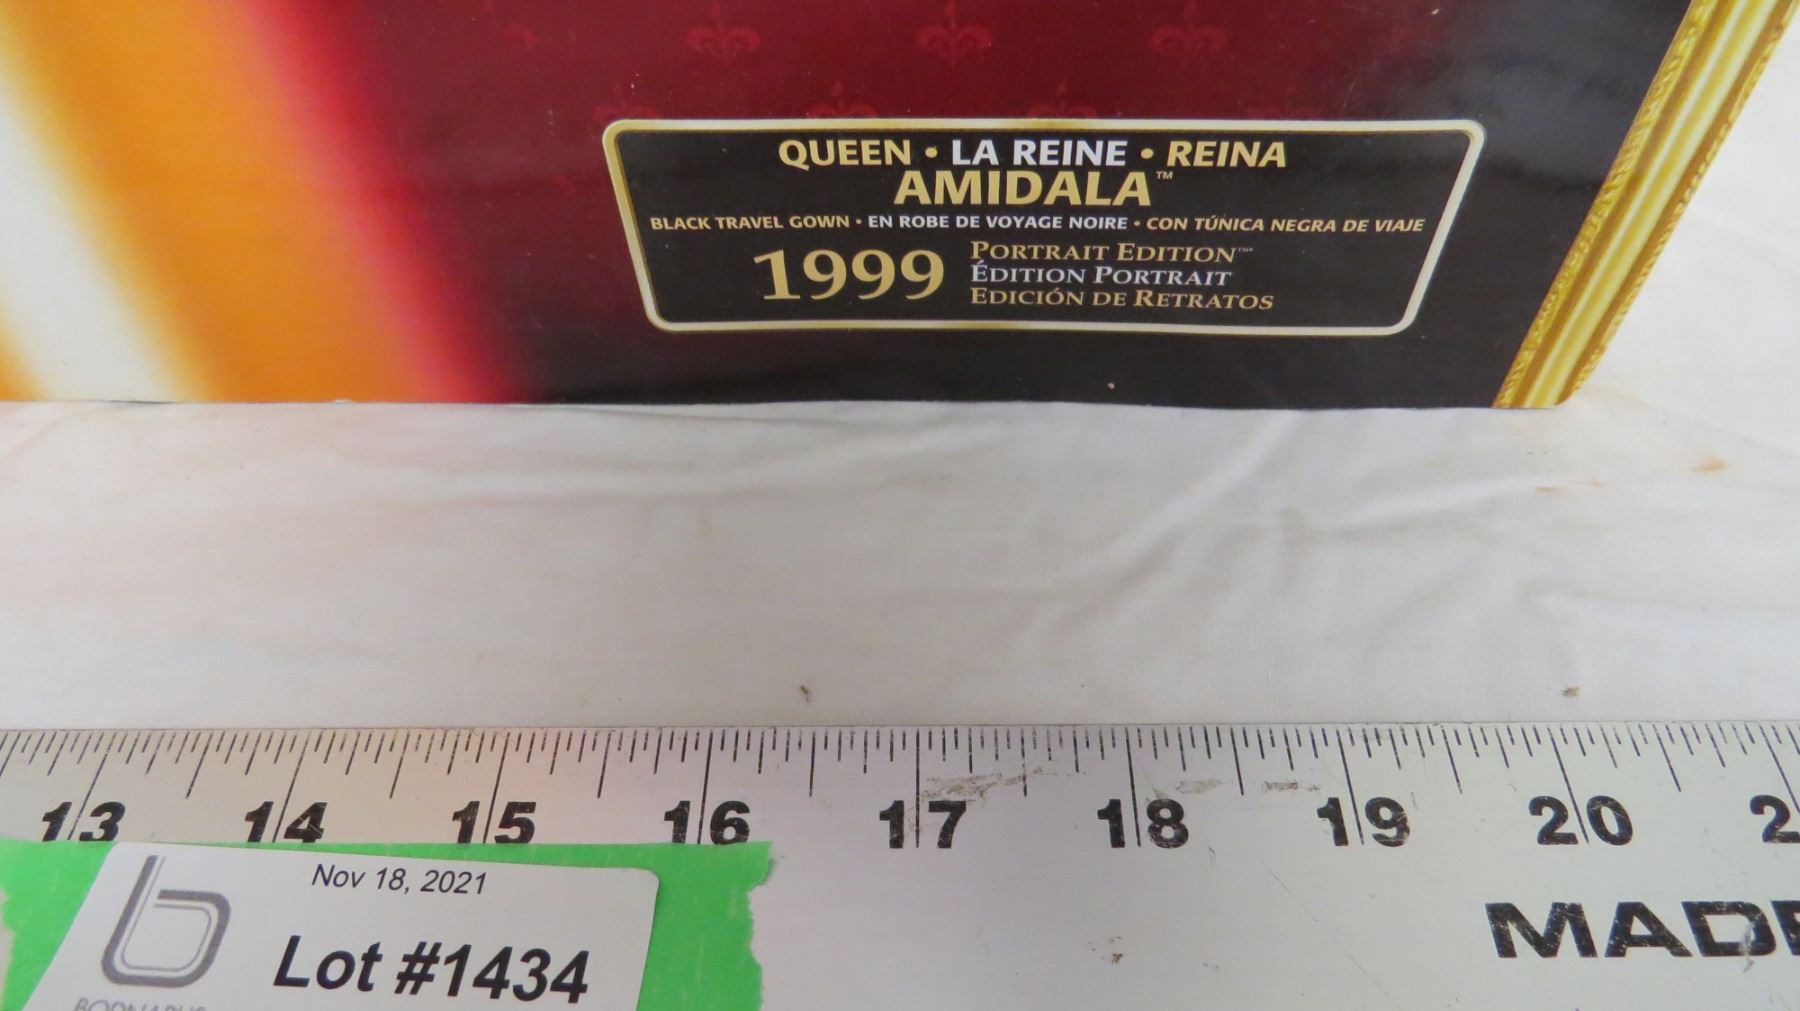 QUEEN • LA REINE • REINA
AMIDALA™
BLACK TRAVEL GOWN • EN ROBE DE VOYAGE NOIRE • CON TÚNICA NEGRA DE VIAJE
1999
PORTRAIT EDITION™
ÉDITION PORTRAIT
EDICIÓN DE RETRATOS
13 14 15 16 17 18 19 20 2
MADE
Nov 18, 2021
Lot #1434